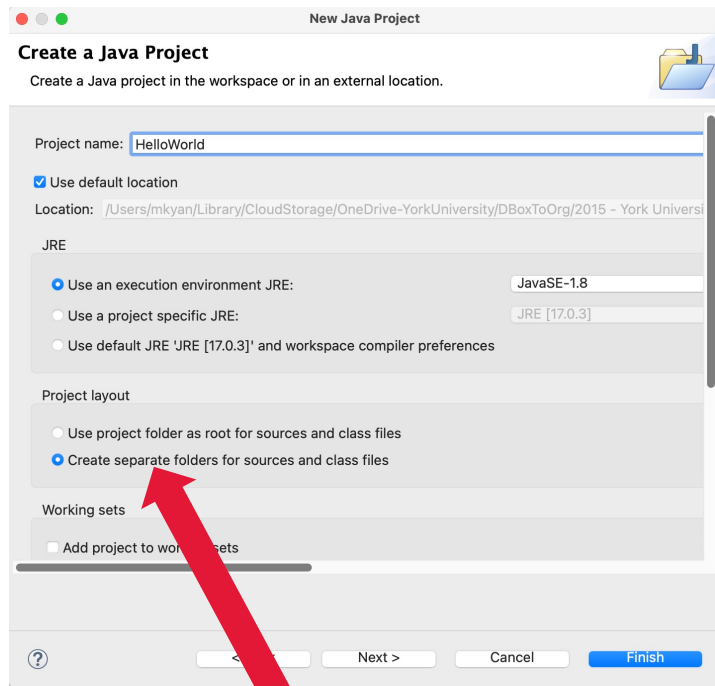 New Java Project
Create a Java Project
Create a Java project in the workspace or in an external location.
Project name: HelloWorld
Use default location
Location: /Users/mkyan/Library/CloudStorage/OneDrive-YorkUniversity/DBoxToOrg/2015 - York Universi
JRE
Use an execution environment JRE: JavaSE-1.8
Use a project specific JRE: JRE [17.0.3]
Use default JRE 'JRE [17.0.3]' and workspace compiler preferences
Project layout
Use project folder as root for sources and class files
Create separate folders for sources and class files
Working sets
Add project to working sets
? < Next > Cancel Finish